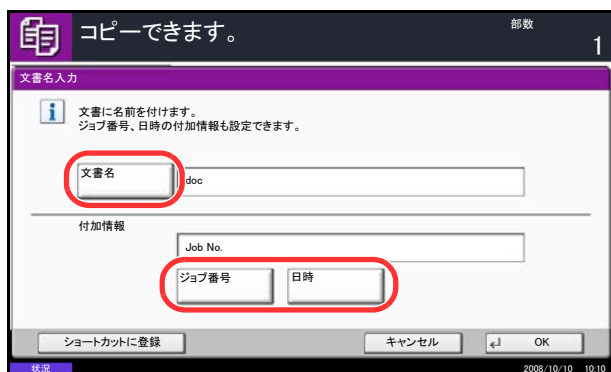 コピーできます。
部数
1
文書名入力
文書に名前を付けます。
ジョブ番号、日時の付加情報も設定できます。
文書名
doc
付加情報
Job No.
ジョブ番号
日時
ショートカットに登録
キャンセル
OK
状況
2008/10/10 10:10